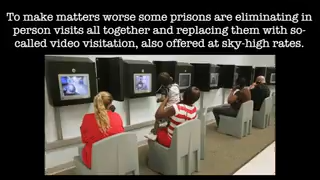 To make matters worse some prisons are eliminating in
person visits all together and replacing them with so-
called video visitation, also offered at sky-high rates.